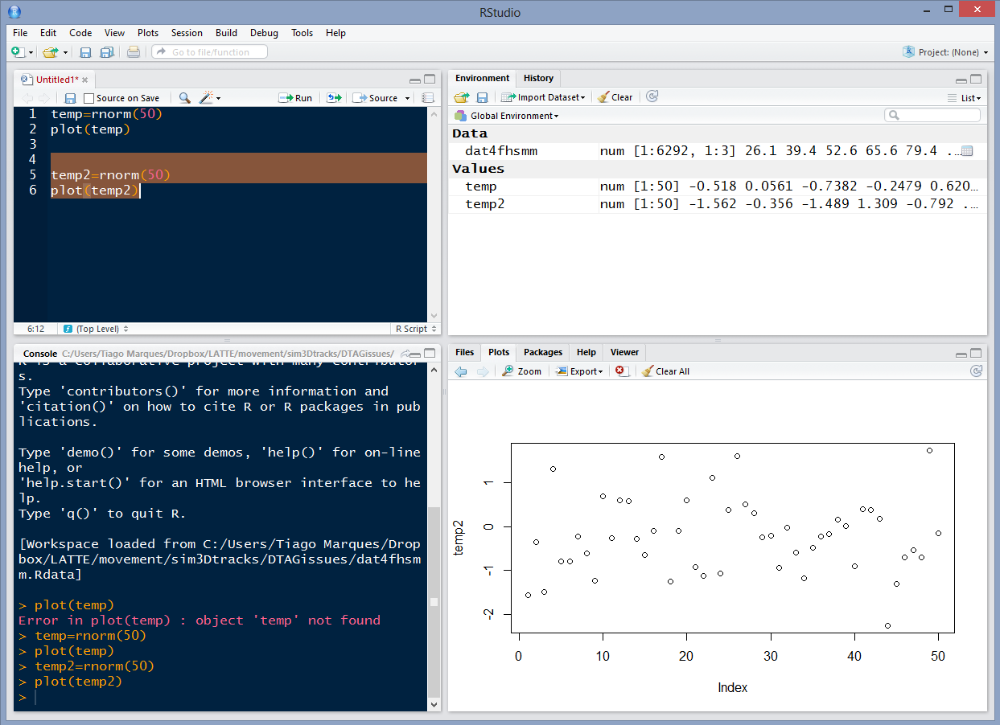 RStudio
File Edit Code View Plots Session Build Debug Tools Help
Go to file/function
Project: (None)
Untitled1*
Source on Save Run Source
1 temp=rnorm(50)
2 plot(temp)
3
4
5 temp2=rnorm(50)
6 plot(temp2)
6:12 (Top Level) R Script
Console C:/Users/Tiago Marques/Dropbox/LATTE/movement/sim3Dtracks/DTAGissues/
R is a collaborative project with many contributor
s.
Type 'contributors()' for more information and
'citation()' on how to cite R or R packages in pub
lications.
Type 'demo()' for some demos, 'help()' for on-line
help, or
'help.start()' for an HTML browser interface to he
lp.
Type 'q()' to quit R.
[Workspace loaded from C:/Users/Tiago Marques/Drop
box/LATTE/movement/sim3Dtracks/DTAGissues/dat4fhsm
m.Rdata]
> plot(temp)
Error in plot(temp) : object 'temp' not found
> temp=rnorm(50)
> plot(temp)
> temp2=rnorm(50)
> plot(temp2)
>
Environment History
Import Dataset Clear List
Global Environment
Data
dat4fhsmm num [1:6292, 1:3] 26.1 39.4 52.6 65.6 79.4 ...
Values
temp num [1:50] -0.518 0.0561 -0.7382 -0.2479 0.620…
temp2 num [1:50] -1.562 -0.356 -1.489 1.309 -0.792 ...
Files Plots Packages Help Viewer
Zoom Export Clear All
1
0
-1
-2
temp2
0 10 20 30 40 50
Index